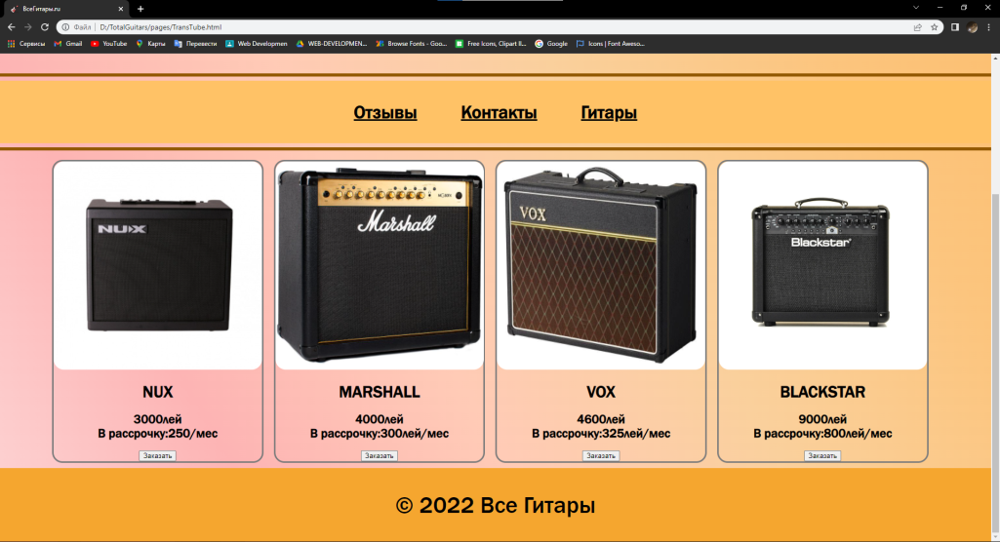 ВсеГитары.ru
Файл | D:/TotalGuitars/pages/TransTube.html
Сервисы Gmail YouTube Карты Перевести Web Developmen WEB-DEVELOPMEN... Browse Fonts - Goo... Free Icons, Clipart Il... Google Icons | Font Aweso...
Отзывы Контакты Гитары
NUX Marshall VOX Blackstar
NUX MARSHALL VOX BLACKSTAR
3000лей 4000лей 4600лей 9000лей
В рассрочку:250/мес В рассрочку:300лей/мес В рассрочку:325лей/мес В рассрочку:800лей/мес
Заказать Заказать Заказать Заказать
© 2022 Все Гитары